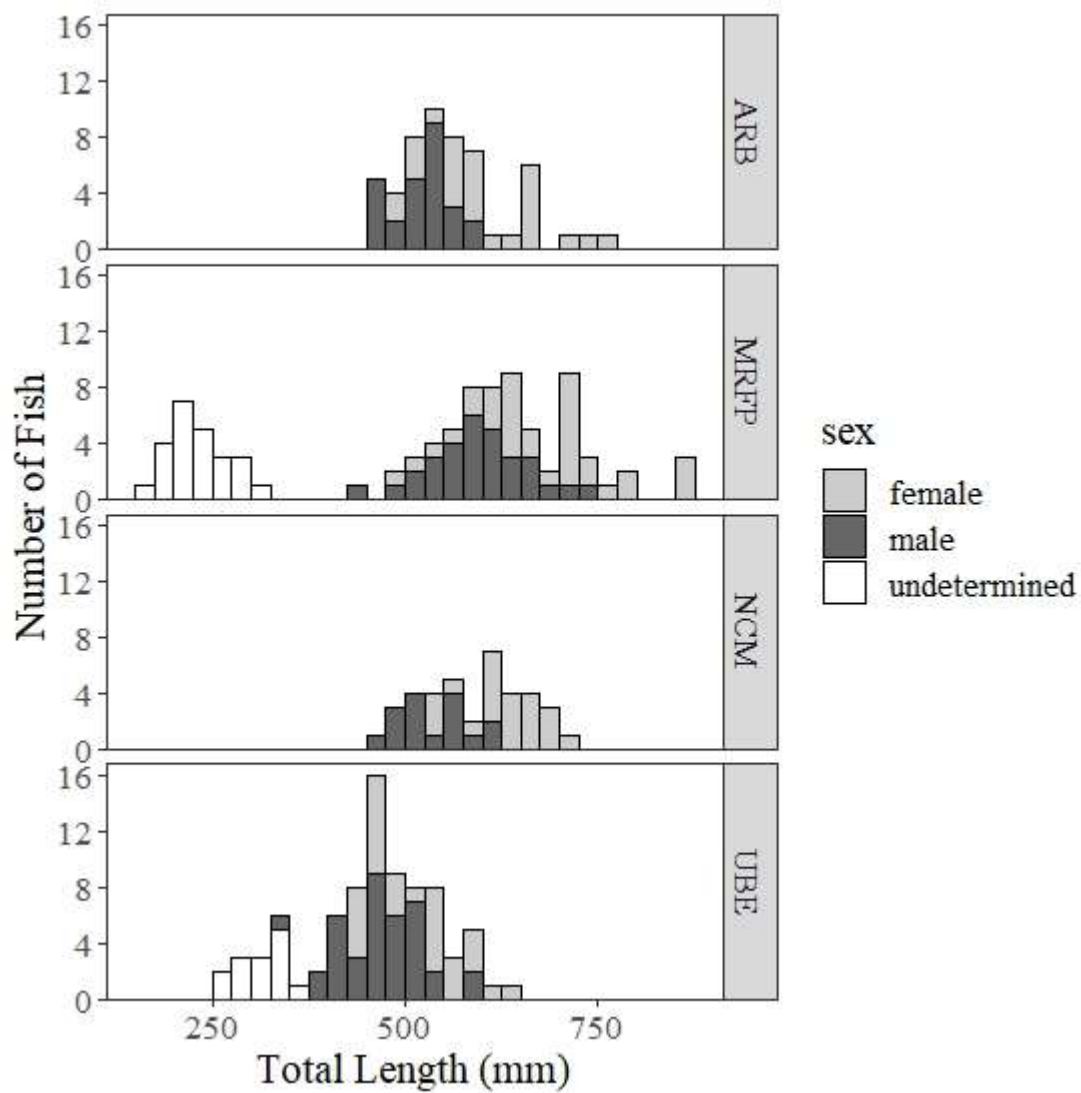 16
12
8
4
0
ARB
16
12
8
4
0
MRFP
16
12
8
4
0
NCM
16
12
8
4
0
UBE
250
500
750
Total Length (mm)
Number of Fish
sex
female
male
undetermined